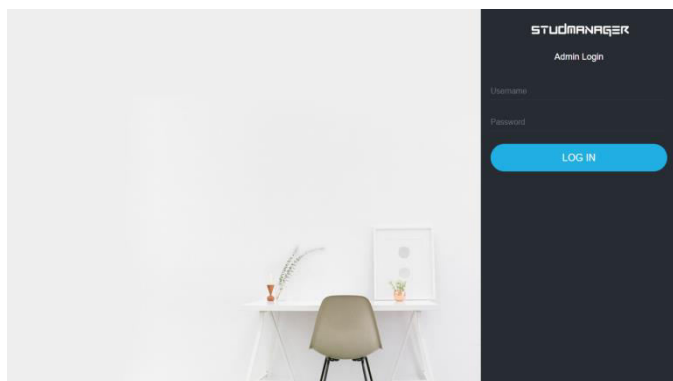 STUDMANAGER
Admin Login
Username
Password
LOG IN